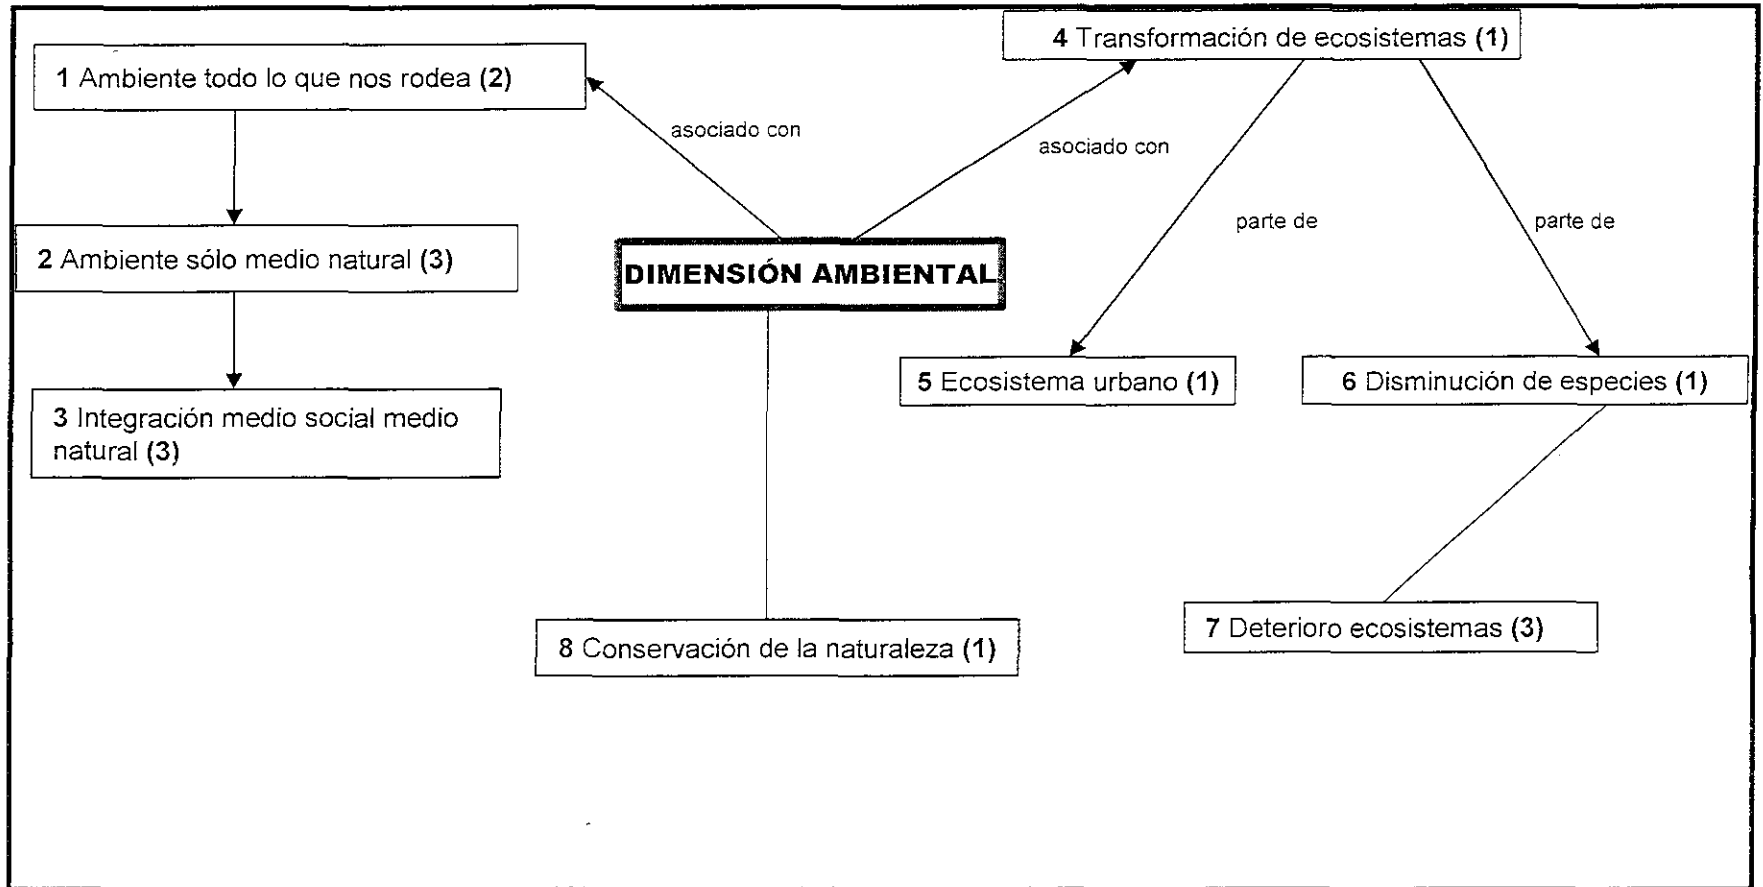 4 Transformación de ecosistemas (1)
1 Ambiente todo lo que nos rodea (2)
asociado con
asociado con
parte de
parte de
2 Ambiente sólo medio natural (3)
DIMENSIÓN AMBIENTAL
5 Ecosistema urbano (1)
6 Disminución de especies (1)
3 Integración medio social medio
natural (3)
7 Deterioro ecosistemas (3)
8 Conservación de la naturaleza (1)